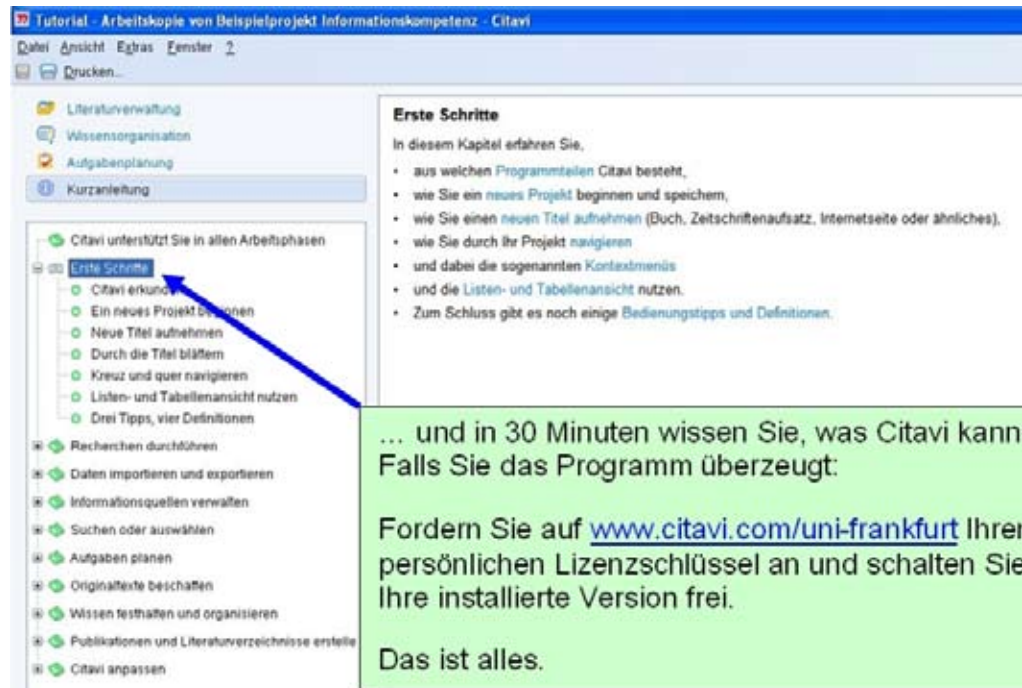 Tutorial - Arbeitskopie von Beispielprojekt Informationskompetenz - Citavi
Datei Ansicht Extras Fenster ?
Drucken...
Literaturverwaltung
Wissensorganisation
Aufgabenplanung
Kurzanleitung
Citavi unterstützt Sie in allen Arbeitsphasen
Erste Schritte
Citavi erkunden
Ein neues Projekt beginnen
Neue Titel aufnehmen
Durch die Titel blättern
Kreuz und quer navigieren
Listen- und Tabellenansicht nutzen
Drei Tipps, vier Definitionen
Recherchen durchführen
Daten importieren und exportieren
Informationsquellen verwalten
Suchen oder auswählen
Aufgaben planen
Originaltexte beschaffen
Wissen festhalten und organisieren
Publikationen und Literaturverzeichnisse erstelle
Citavi anpassen
Erste Schritte
In diesem Kapitel erfahren Sie,
• aus welchen Programmteilen Citavi besteht,
• wie Sie ein neues Projekt beginnen und speichern,
• wie Sie einen neuen Titel aufnehmen (Buch, Zeitschriftenaufsatz, Internetseite oder ähnliches),
• wie Sie durch Ihr Projekt navigieren
• und dabei die sogenannten Kontextmenüs
• und die Listen- und Tabellenansicht nutzen.
• Zum Schluss gibt es noch einige Bedienungstipps und Definitionen.
... und in 30 Minuten wissen Sie, was Citavi kann
Falls Sie das Programm überzeugt:
Fordern Sie auf www.citavi.com/uni-frankfurt Ihren
persönlichen Lizenzschlüssel an und schalten Sie
Ihre installierte Version frei.
Das ist alles.